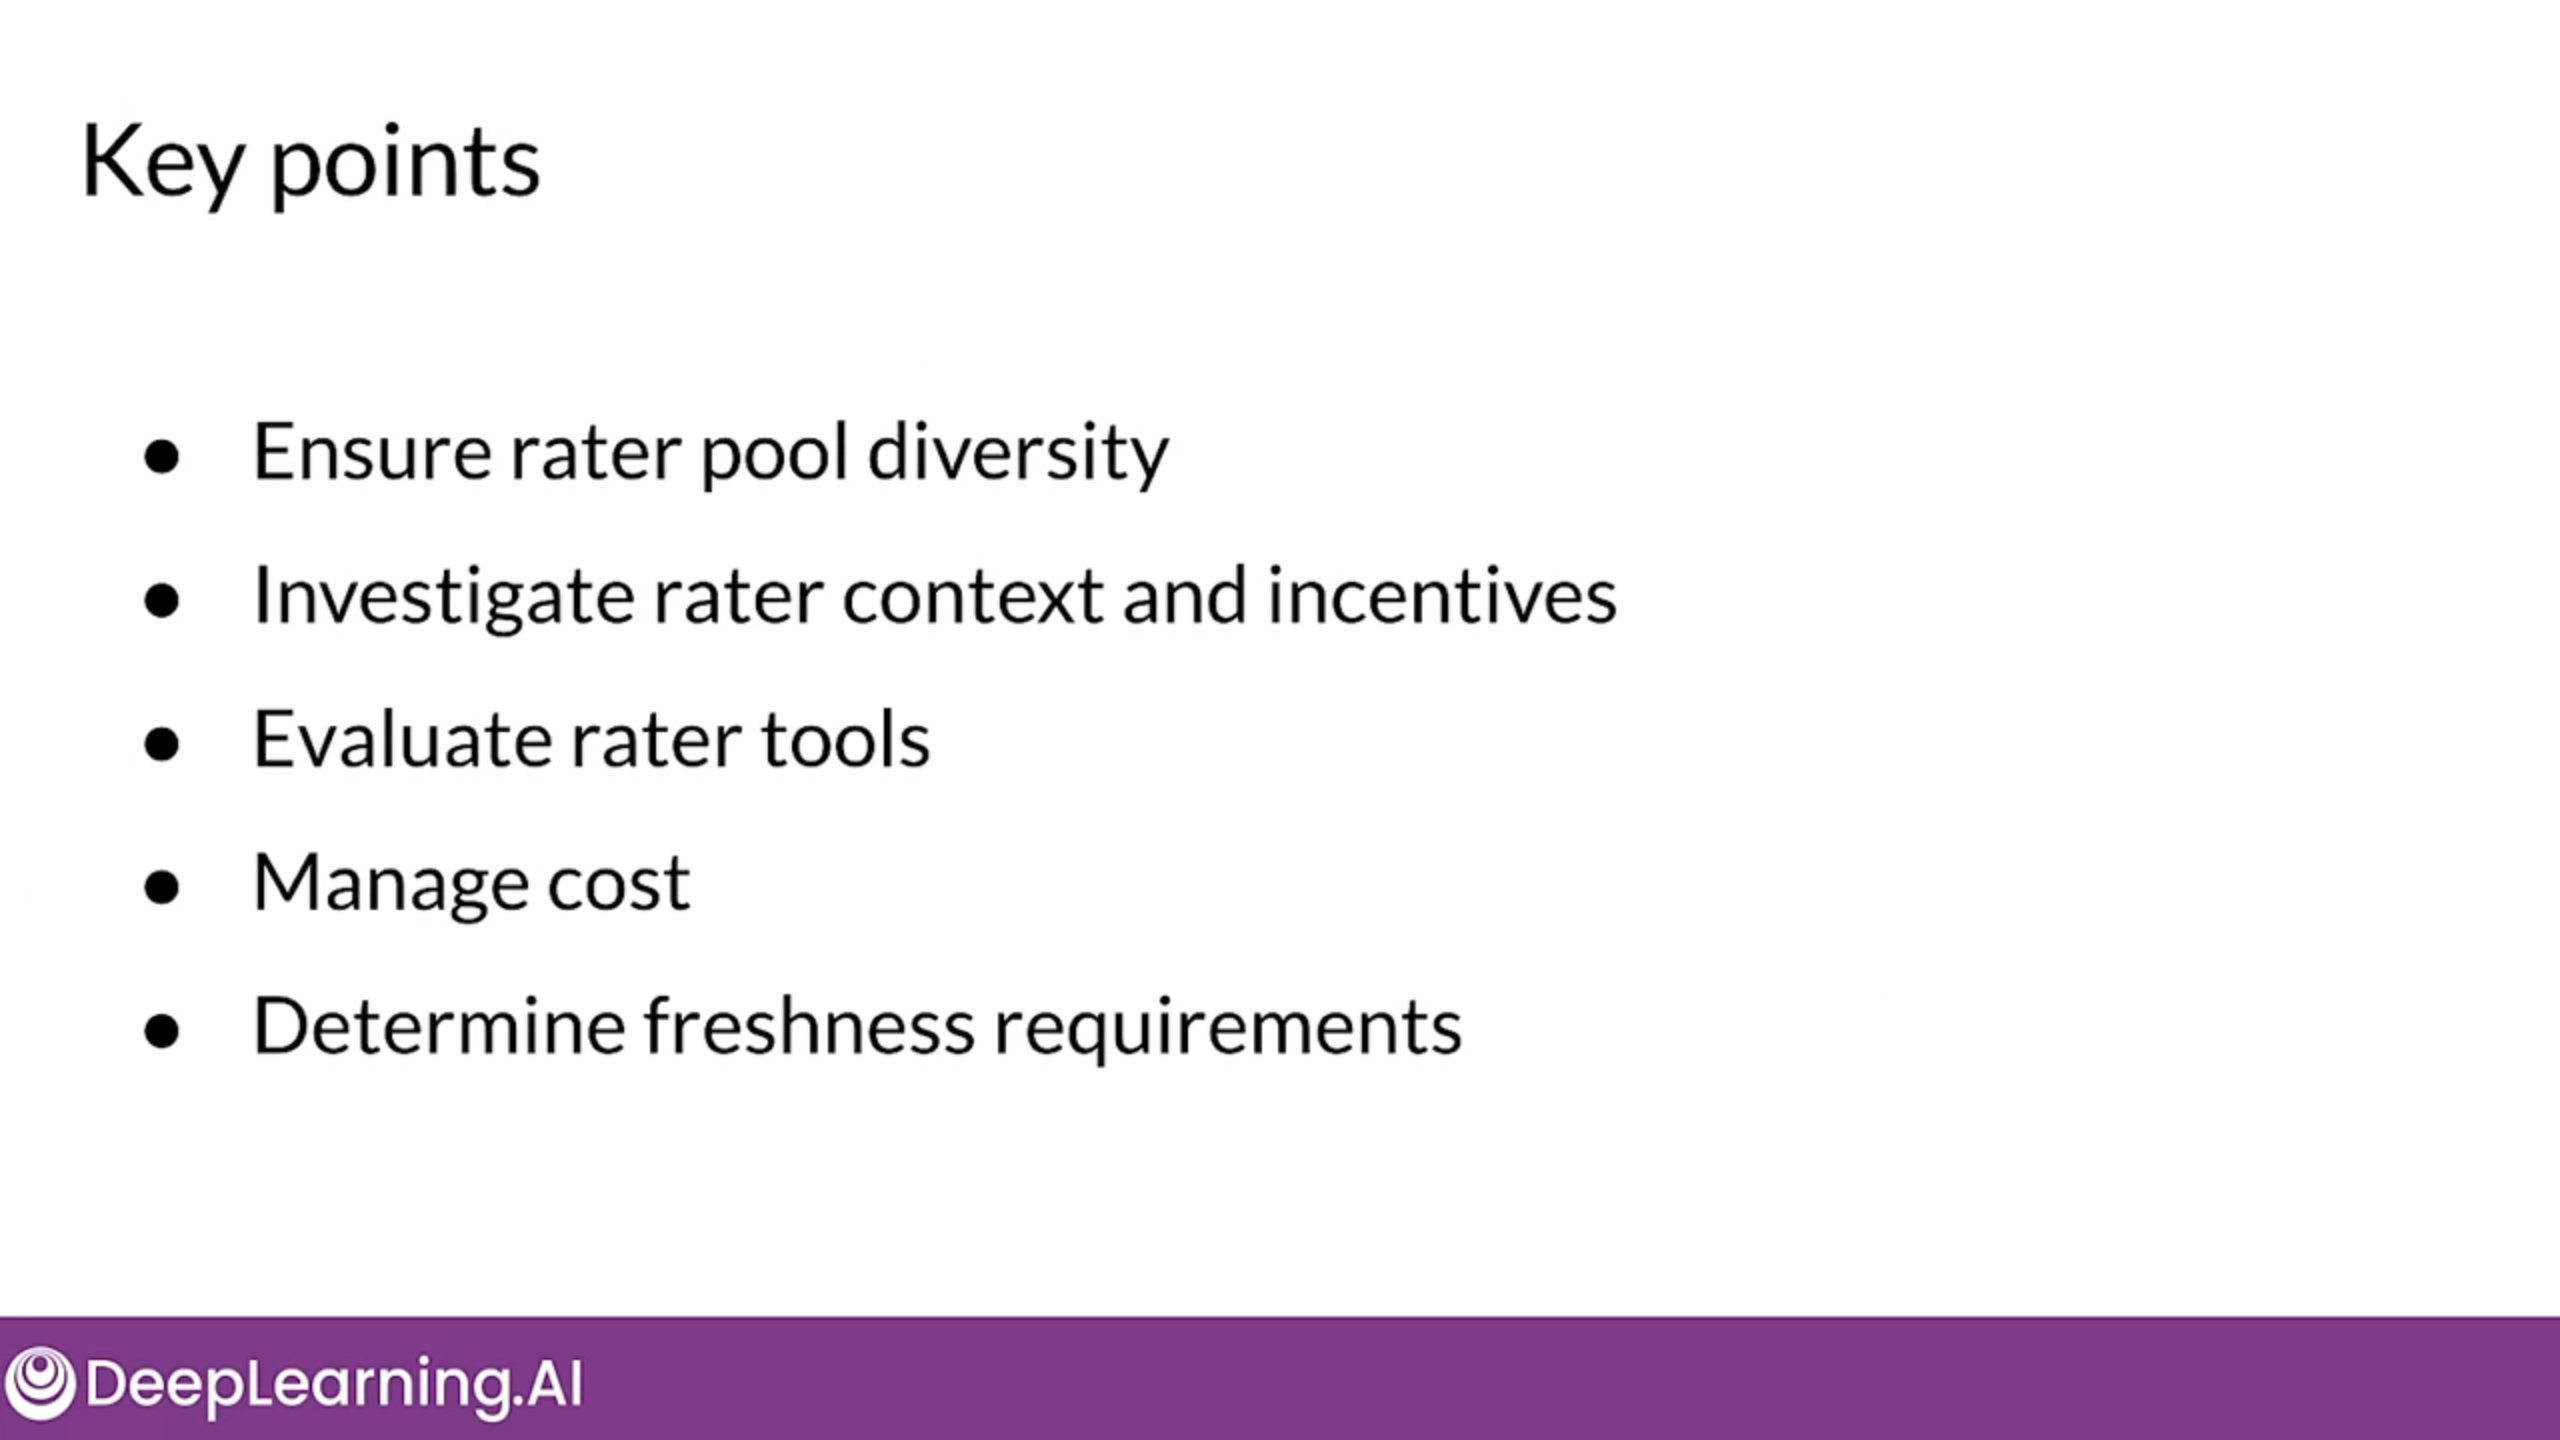 Key points
● Ensure rater pool diversity
● Investigate rater context and incentives
● Evaluate rater tools
● Manage cost
● Determine freshness requirements
DeepLearning.AI